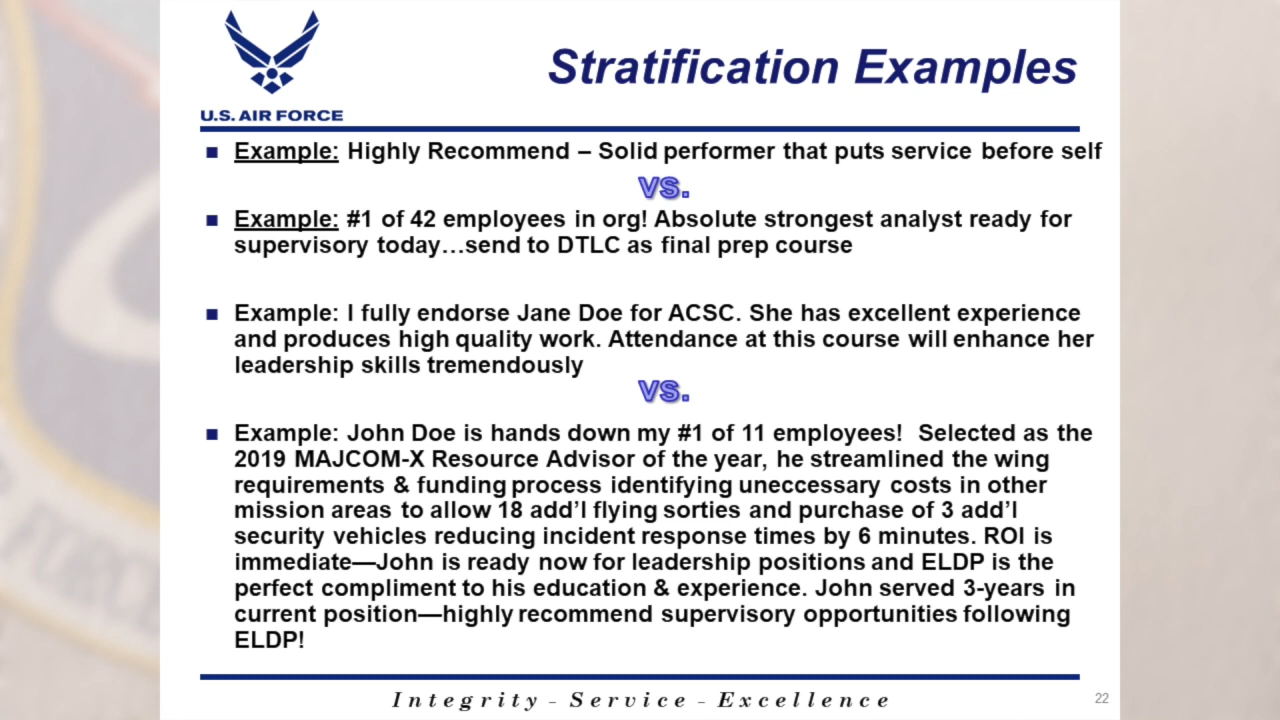 Stratification Examples
U.S. AIR FORCE
Example: Highly Recommend – Solid performer that puts service before self
vs.
Example: #1 of 42 employees in org! Absolute strongest analyst ready for
supervisory today…send to DTLC as final prep course
Example: I fully endorse Jane Doe for ACSC. She has excellent experience
and produces high quality work. Attendance at this course will enhance her
leadership skills tremendously
vs.
Example: John Doe is hands down my #1 of 11 employees!  Selected as the
2019 MAJCOM-X Resource Advisor of the year, he streamlined the wing
requirements & funding process identifying uneccessary costs in other
mission areas to allow 18 add’l flying sorties and purchase of 3 add’l
security vehicles reducing incident response times by 6 minutes. ROI is
immediate—John is ready now for leadership positions and ELDP is the
perfect compliment to his education & experience. John served 3-years in
current position—highly recommend supervisory opportunities following
ELDP!
Integrity - Service - Excellence
22